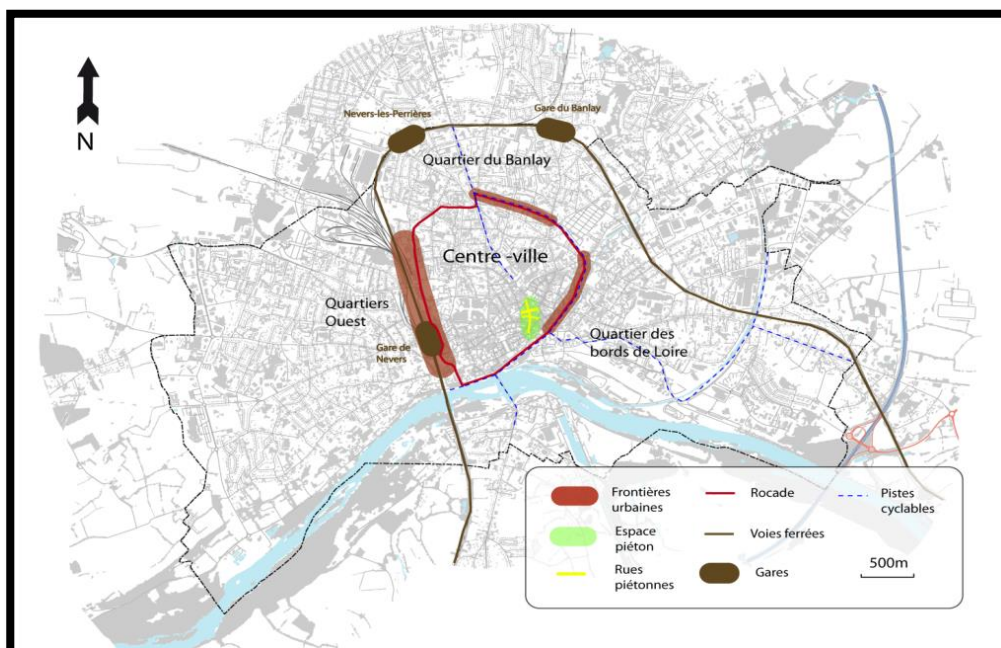 N
Nevers-les-Perrières
Gare du Banlay
Quartier du Banlay
Centre -ville
Quartiers
Ouest
Gare de
Nevers
Quartier des
bords de Loire
Frontières
urbaines
Rocade
Pistes
cyclables
Espace
piéton
Voies ferrées
Rues
piétonnes
Gares
500m